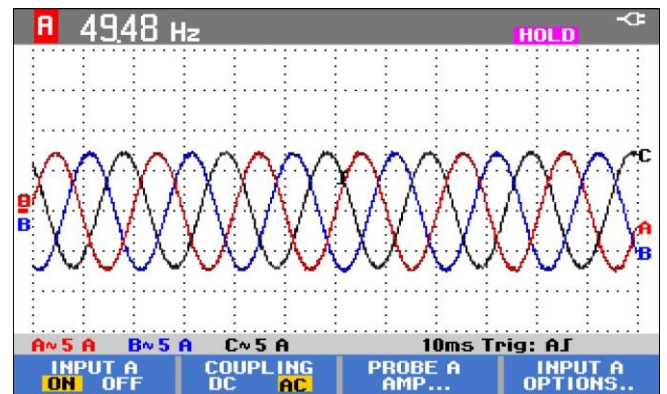 A 49.48 Hz
HOLD
C
B
A
B
A~5 A B~5 A C~5 A 10ms Trig: A
INPUT A COUPLING PROBE A INPUT A
ON OFF DC AC AMP... OPTIONS..